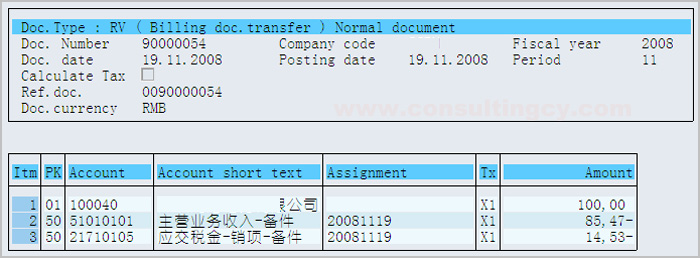 Doc.Type : RV ( Billing doc.transfer ) Normal document
Doc. Number 90000054 Company code Fiscal year 2008
Doc. date 19.11.2008 Posting date 19.11.2008 Period 11
Calculate Tax
Ref.doc. 0090000054
Doc.currency RMB
www.consultingcy.com
Itm PK Account Account short text Assignment Tx Amount
1 01 100040 公司 X1 100,00
2 50 51010101 主营业务收入-备件 20081119 X1 85,47-
3 50 21710105 应交税金-销项-备件 20081119 X1 14,53-